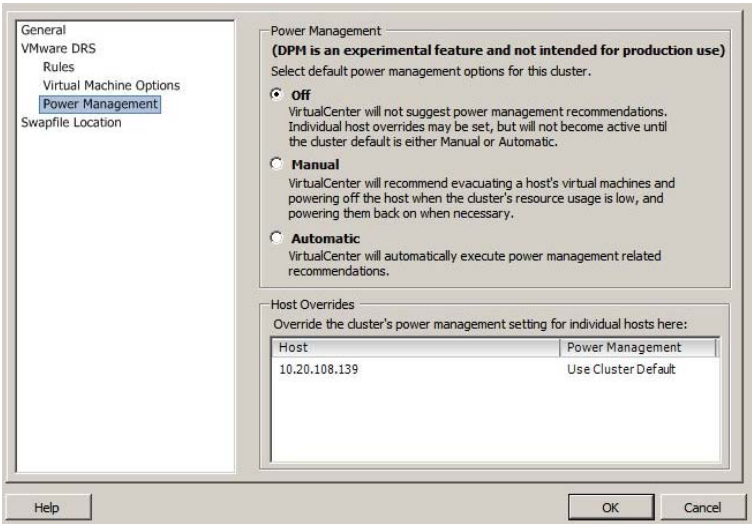 General
VMware DRS
Rules
Virtual Machine Options
Power Management
Swapfile Location
Power Management
(DPM is an experimental feature and not intended for production use)
Select default power management options for this cluster.
Off
VirtualCenter will not suggest power management recommendations.
Individual host overrides may be set, but will not become active until
the cluster default is either Manual or Automatic.
Manual
VirtualCenter will recommend evacuating a host's virtual machines and
powering off the host when the cluster's resource usage is low, and
powering them back on when necessary.
Automatic
VirtualCenter will automatically execute power management related
recommendations.
Host Overrides
Override the cluster's power management setting for individual hosts here:
Host Power Management
10.20.108.139 Use Cluster Default
Help OK Cancel